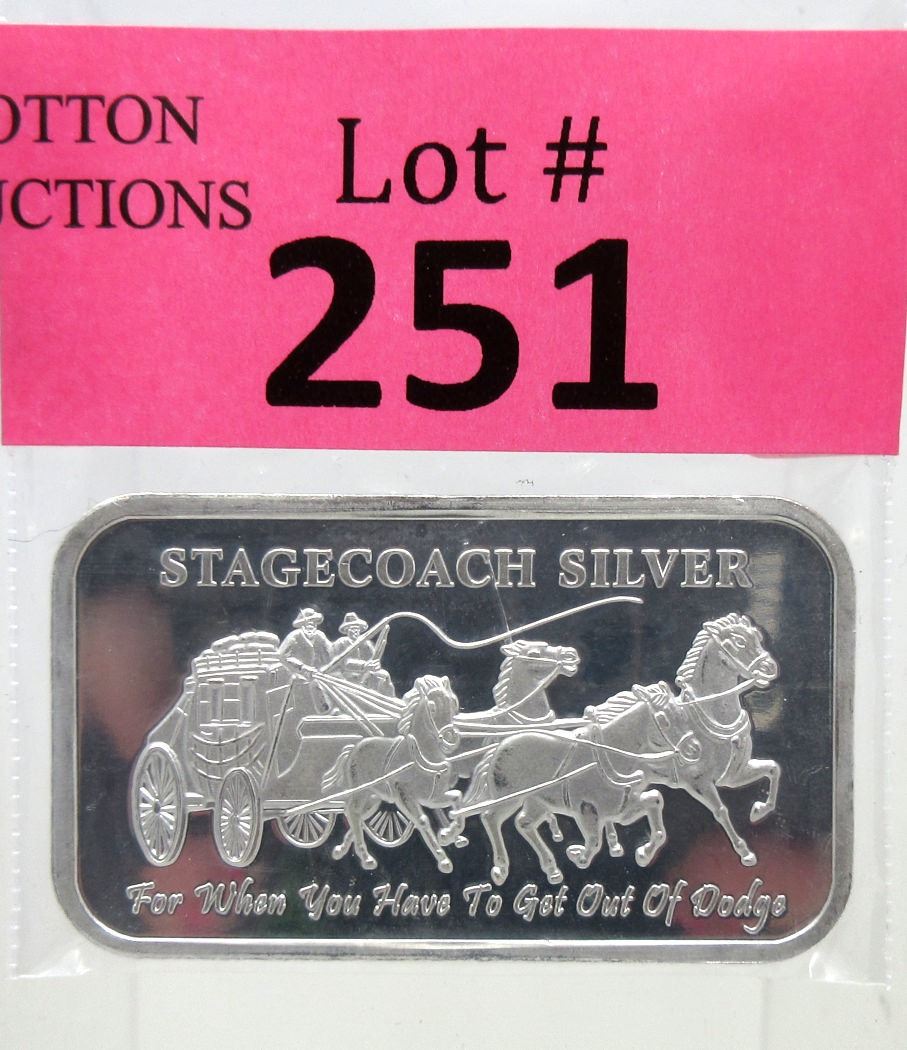 OTTON
UCTIONS
Lot #
251
STAGECOACH SILVER
For When You Have To Get Out Of Dodge